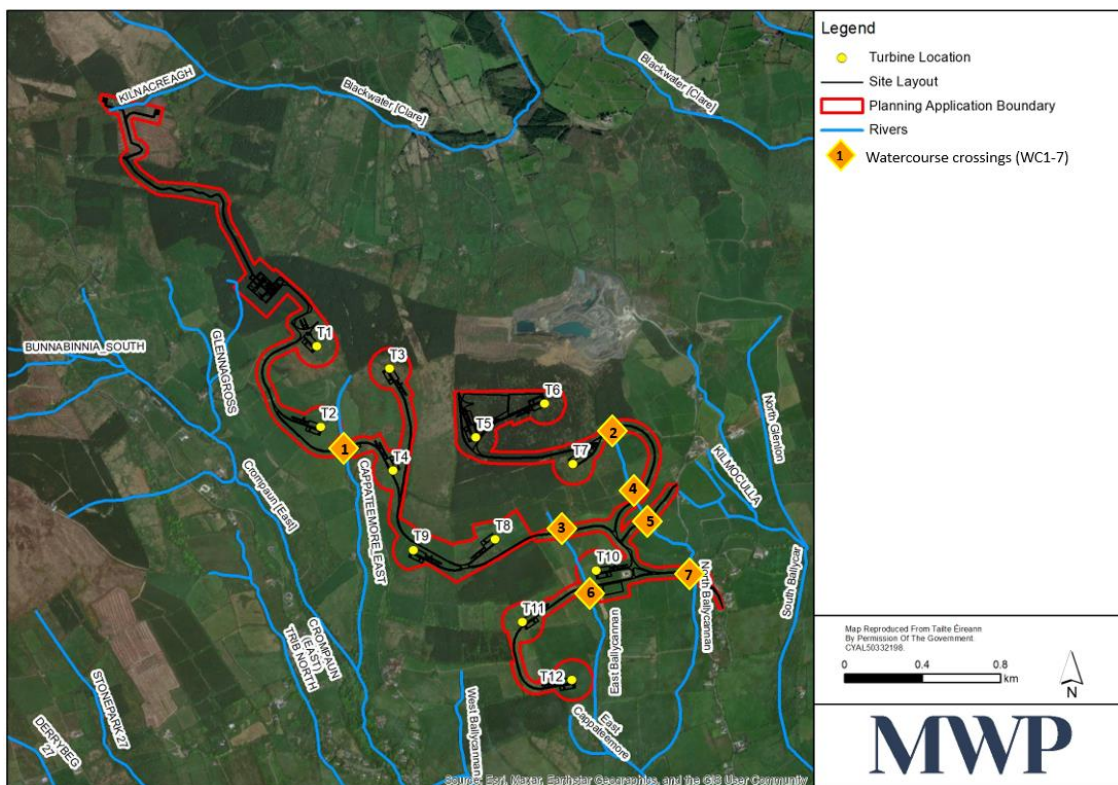 KILNACREAGH
Blackwater [Clare]
Blackwater [Clare]
BUNNABINNIA_SOUTH
GLENNAGROSS
T1
T2
T3
T4
T5
T6
T7
T8
T9
T10
T11
T12
1
2
3
4
5
6
7
Crompaun [East]
CAPPATEEMORE_EAST
North Glenlon
KILMOCULLA
South Ballycar
North Ballycannan
East Ballycannan
East
Cappateemore
West Ballycannan
CROMPAUN
(EAST)
TRIB NORTH
STONEPARK 27
DERRYBEG
27
Source: Esri, Maxar, Earthstar Geographics, and the GIS User Community
Legend
Turbine Location
Site Layout
Planning Application Boundary
Rivers
1
Watercourse crossings (WC1-7)
Map Reproduced From Tailte Éireann
By Permission Of The Government.
CYAL50332198.
0 0.4 0.8
km
N
MWP